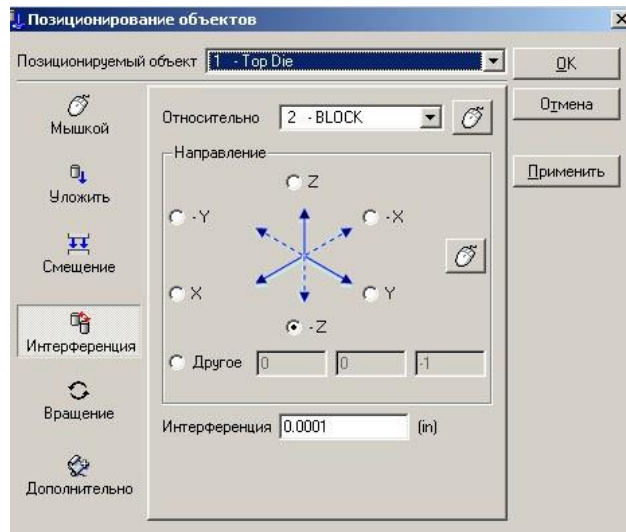 Позиционирование объектов
Позиционируемый объект 1 - Top Die
OK
Отмена
Применить
Мышкой
Уложить
Смещение
Интерференция
Вращение
Дополнительно
Относительно 2 - BLOCK
Направление
Z
-Y
-X
X
Y
-Z
Другое 0 0 -1
Интерференция 0.0001 (in)